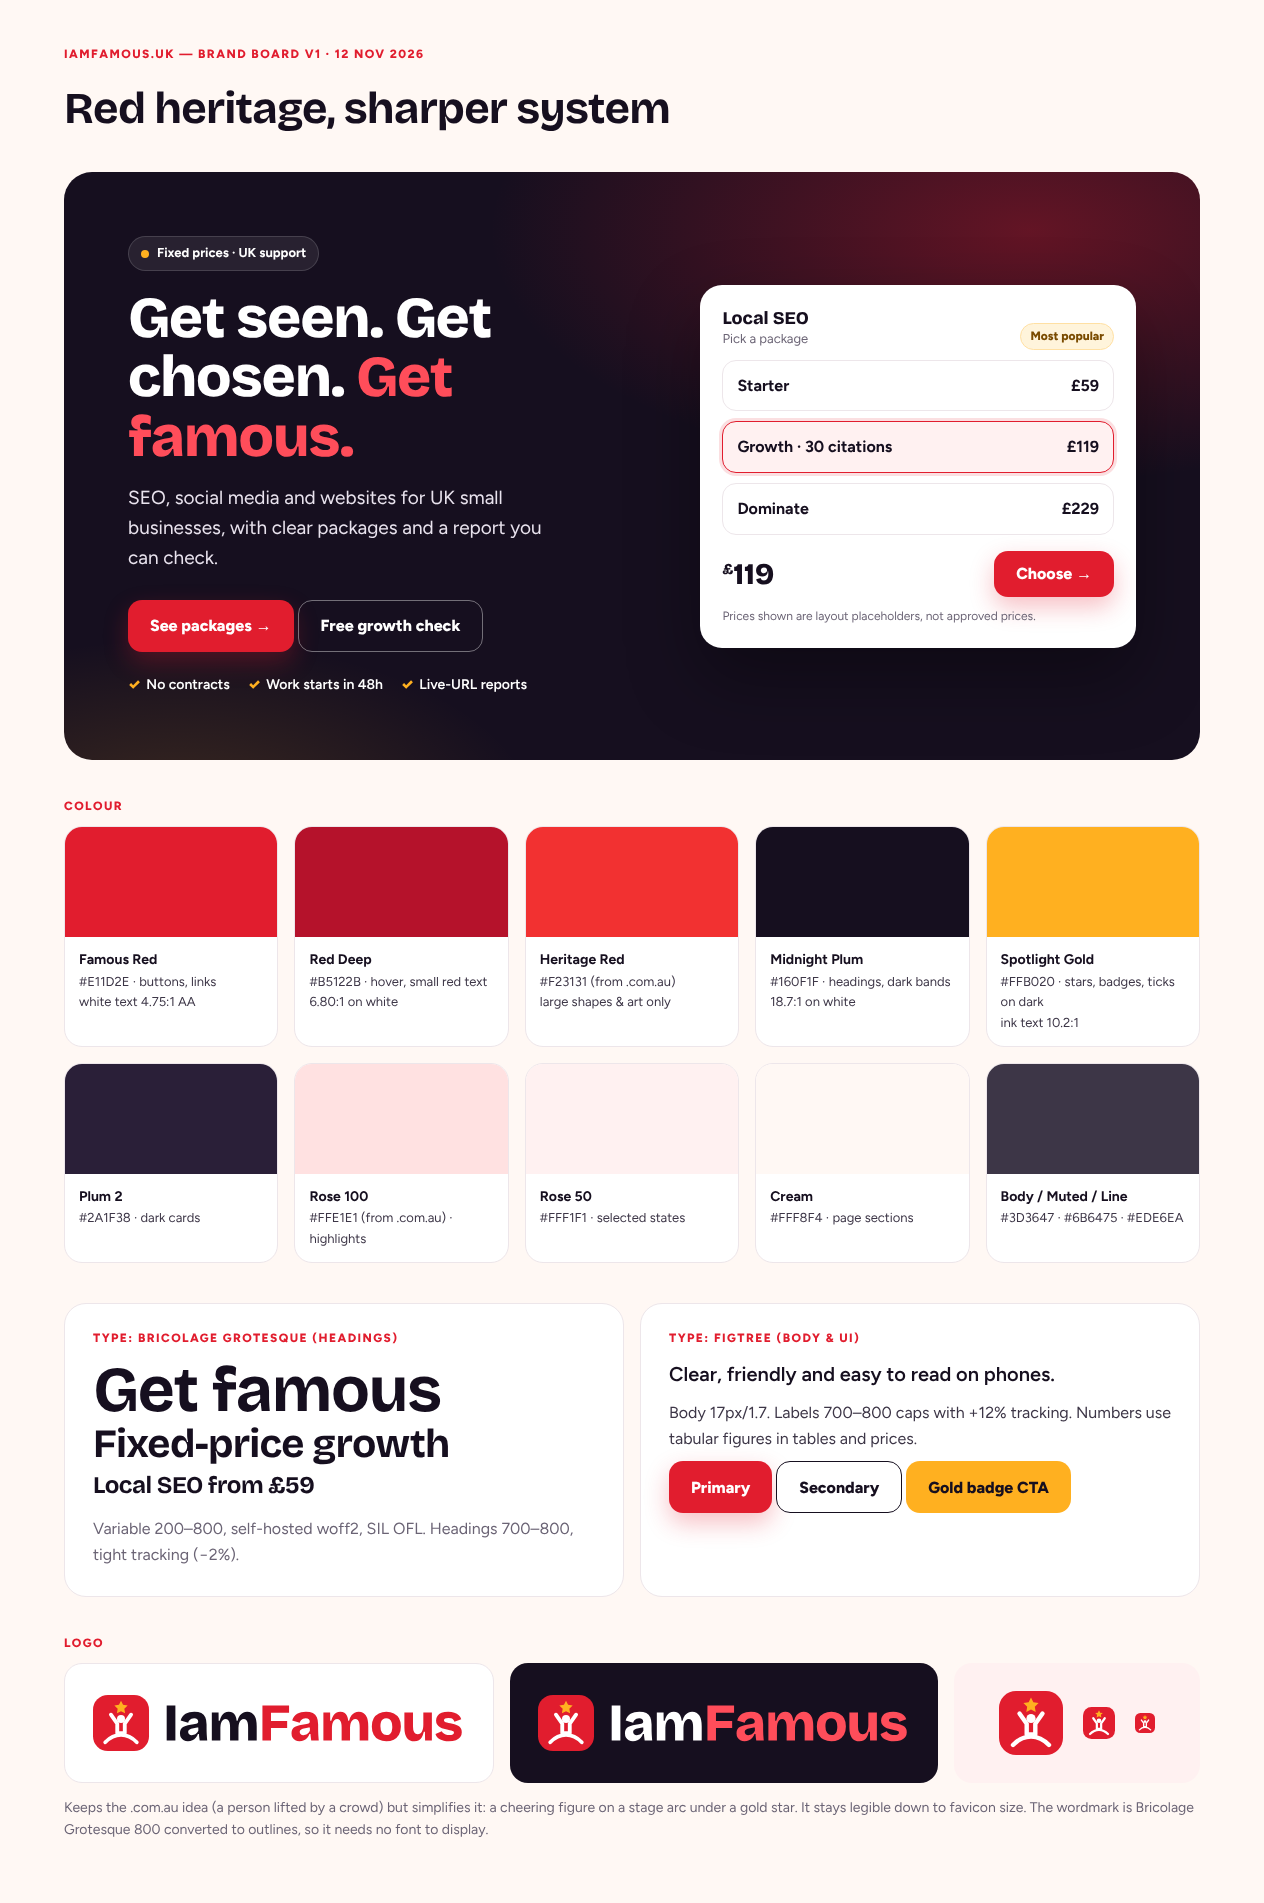 IAMFAMOUS.UK — BRAND BOARD V1 · 12 NOV 2026
Red heritage, sharper system
Fixed prices · UK support
Get seen. Get
chosen. Get
famous.
SEO, social media and websites for UK small
businesses, with clear packages and a report you
can check.
See packages →
Free growth check
✓ No contracts
✓ Work starts in 48h
✓ Live-URL reports
Local SEO
Pick a package
Most popular
Starter
£59
Growth · 30 citations
£119
Dominate
£229
£119
Choose →
Prices shown are layout placeholders, not approved prices.
COLOUR
Famous Red
#E11D2E · buttons, links
white text 4.75:1 AA
Red Deep
#B5122B · hover, small red text
6.80:1 on white
Heritage Red
#F23131 (from .com.au)
large shapes & art only
Midnight Plum
#160F1F · headings, dark bands
18.7:1 on white
Spotlight Gold
#FFB020 · stars, badges, ticks
on dark
ink text 10.2:1
Plum 2
#2A1F38 · dark cards
Rose 100
#FFE1E1 (from .com.au) ·
highlights
Rose 50
#FFF1F1 · selected states
Cream
#FFF8F4 · page sections
Body / Muted / Line
#3D3647 · #6B6475 · #EDE6EA
TYPE: BRICOLAGE GROTESQUE (HEADINGS)
Get famous
Fixed-price growth
Local SEO from £59
Variable 200–800, self-hosted woff2, SIL OFL. Headings 700–800,
tight tracking (−2%).
TYPE: FIGTREE (BODY & UI)
Clear, friendly and easy to read on phones.
Body 17px/1.7. Labels 700–800 caps with +12% tracking. Numbers use
tabular figures in tables and prices.
Primary
Secondary
Gold badge CTA
LOGO
IamFamous
IamFamous
Keeps the .com.au idea (a person lifted by a crowd) but simplifies it: a cheering figure on a stage arc under a gold star. It stays legible down to favicon size. The wordmark is Bricolage
Grotesque 800 converted to outlines, so it needs no font to display.